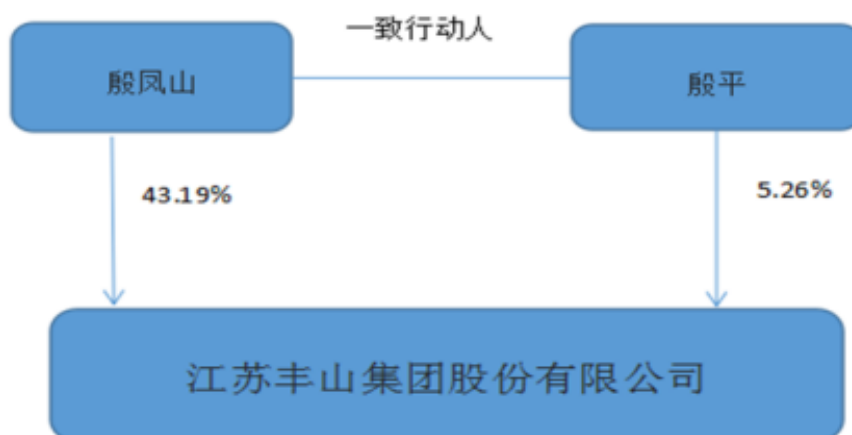 一致行动人
殷凤山
殷平
43.19%
5.26%
江苏丰山集团股份有限公司